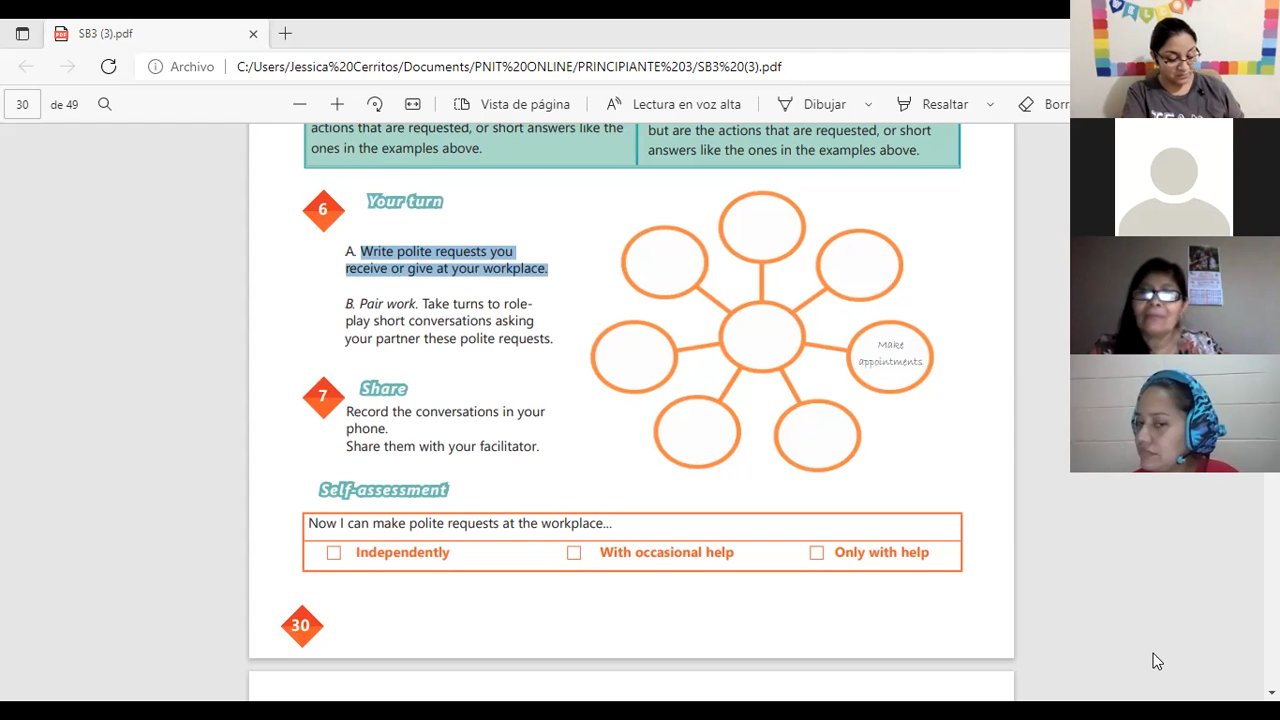 SB3 (3).pdf
Archivo
C:/Users/Jessica%20Cerritos/Documents/PNIT%20ONLINE/PRINCIPIANTE%203/SB3%20(3).pdf
30
de 49
Vista de página
Lectura en voz alta
Dibujar
Resaltar
Borr
actions that are requested, or short answers like the
ones in the examples above.
but are the actions that are requested, or short
answers like the ones in the examples above.
6
Your turn
A. Write polite requests you
receive or give at your workplace.
B. Pair work. Take turns to role-
play short conversations asking
your partner these polite requests.
Make
appointments
7
Share
Record the conversations in your
phone.
Share them with your facilitator.
Self-assessment
Now I can make polite requests at the workplace...
Independently
With occasional help
Only with help
30